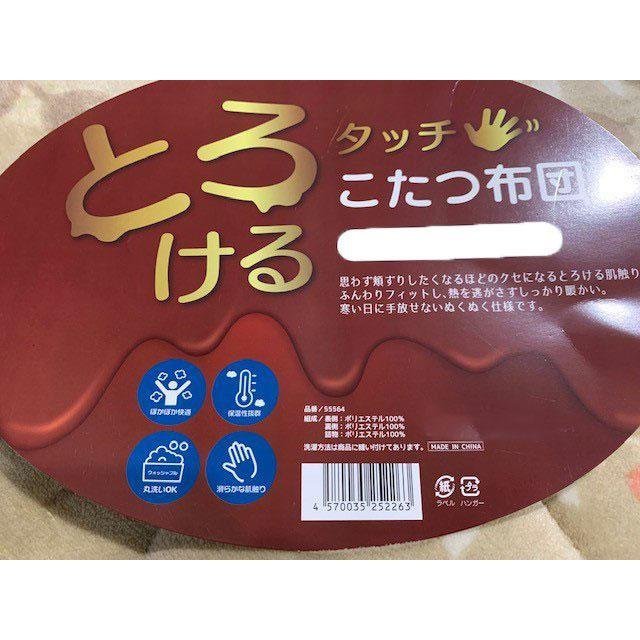 とろ
ける
タッチ
こたつ布団
思わず頬ずりしたくなるほどのクセになるとろける肌触り
ふんわりフィットし、熱を逃がさずしっかり暖かい。
寒い日に手放せないぬくぬく仕様です。
ぽかぽか快適
保温性抜群
ウォッシャブル
丸洗いOK
滑らかな肌触り
品番/55564
組成/表側:ポリエステル100%
裏側:ポリエステル100%
詰物:ポリエステル100%
洗濯方法は商品に縫い付けてあります。 MADE IN CHINA
4 570035 252263
紙
ラベル
プラ
ハンガー